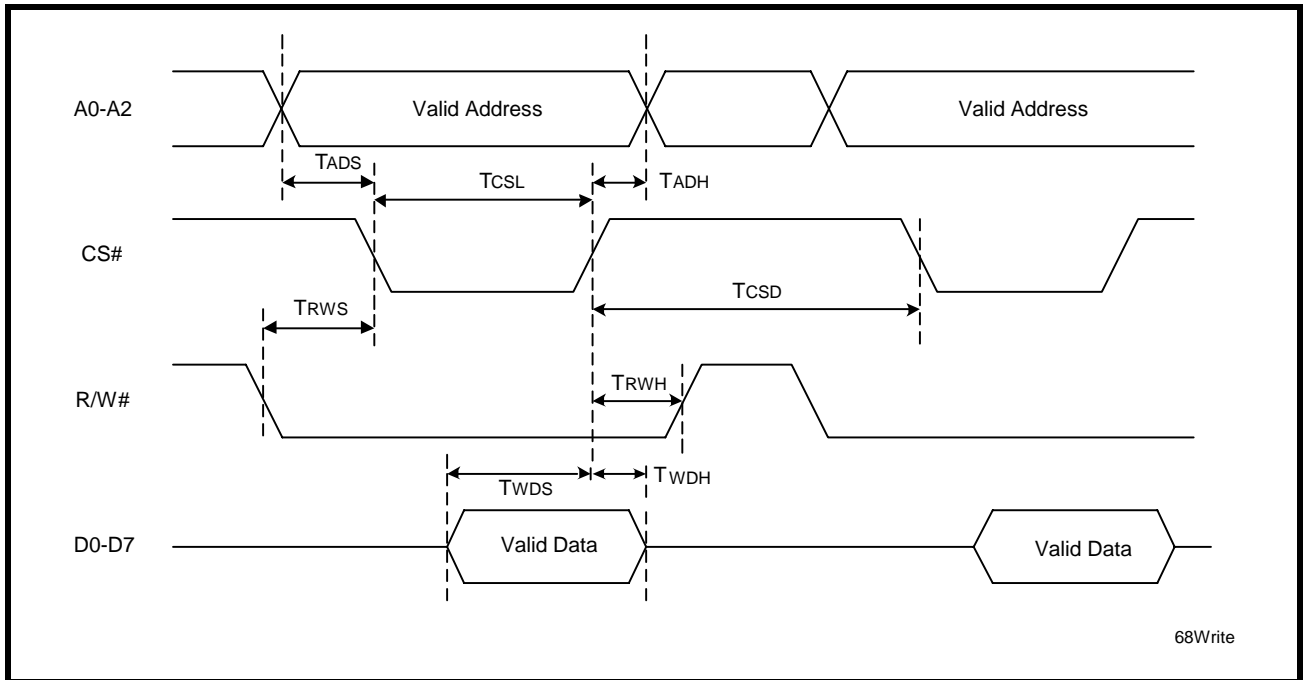 A0-A2
Valid Address
Valid Address
TADS
TCSL
TADH
CS#
TCSD
TRWS
R/W#
TRWH
TWDS
TWDH
D0-D7
Valid Data
Valid Data
68Write